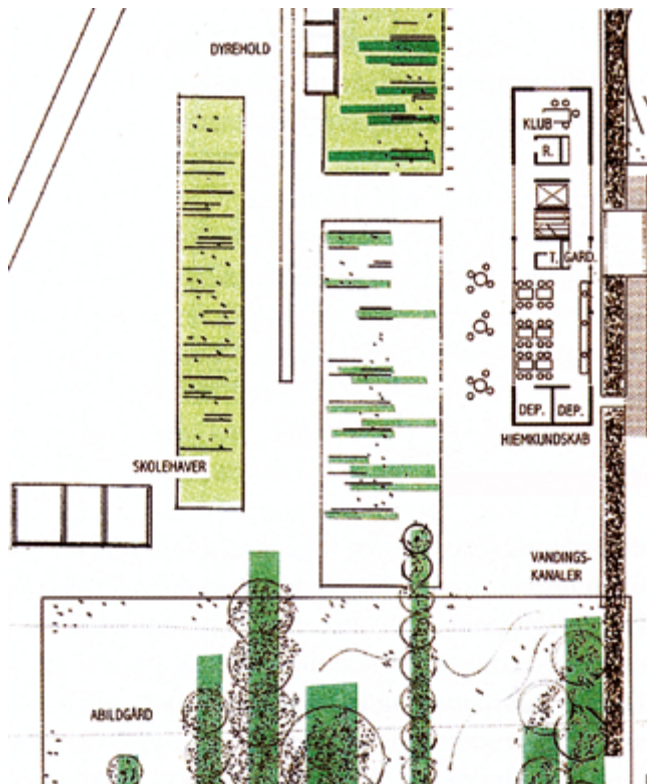 DYREHOLD
KLUB
R.
T.
GARD.
DEP.
DEP.
HJEMKUNDSKAB
SKOLEHAVER
VANDINGS-
KANALER
ABILDGÅRD